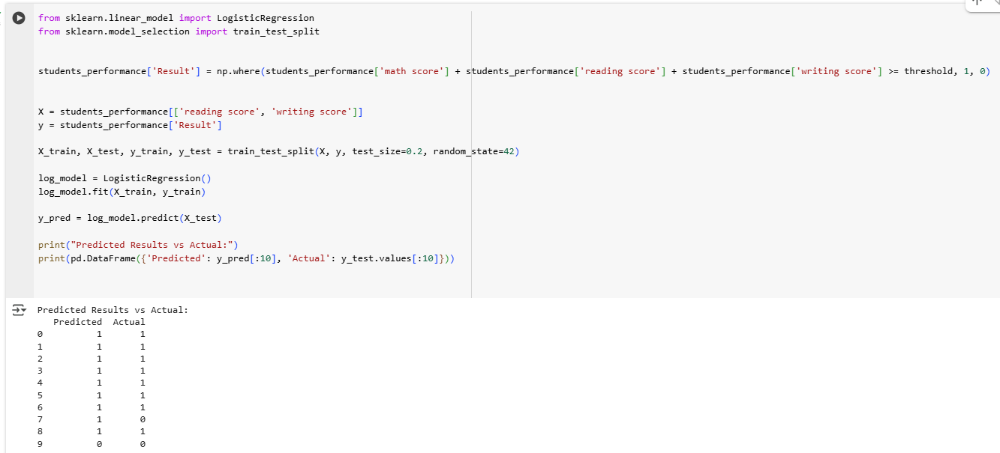 from sklearn.linear_model import LogisticRegression
from sklearn.model_selection import train_test_split
students_performance['Result'] = np.where(students_performance['math score'] + students_performance['reading score'] + students_performance['writing score'] >= threshold, 1, 0)
X = students_performance[['reading score', 'writing score']]
y = students_performance['Result']
X_train, X_test, y_train, y_test = train_test_split(X, y, test_size=0.2, random_state=42)
log_model = LogisticRegression()
log_model.fit(X_train, y_train)
y_pred = log_model.predict(X_test)
print("Predicted Results vs Actual:")
print(pd.DataFrame({'Predicted': y_pred[:10], 'Actual': y_test.values[:10]}))
Predicted Results vs Actual:
   Predicted  Actual
0          1       1
1          1       1
2          1       1
3          1       1
4          1       1
5          1       1
6          1       1
7          1       0
8          1       1
9          0       0